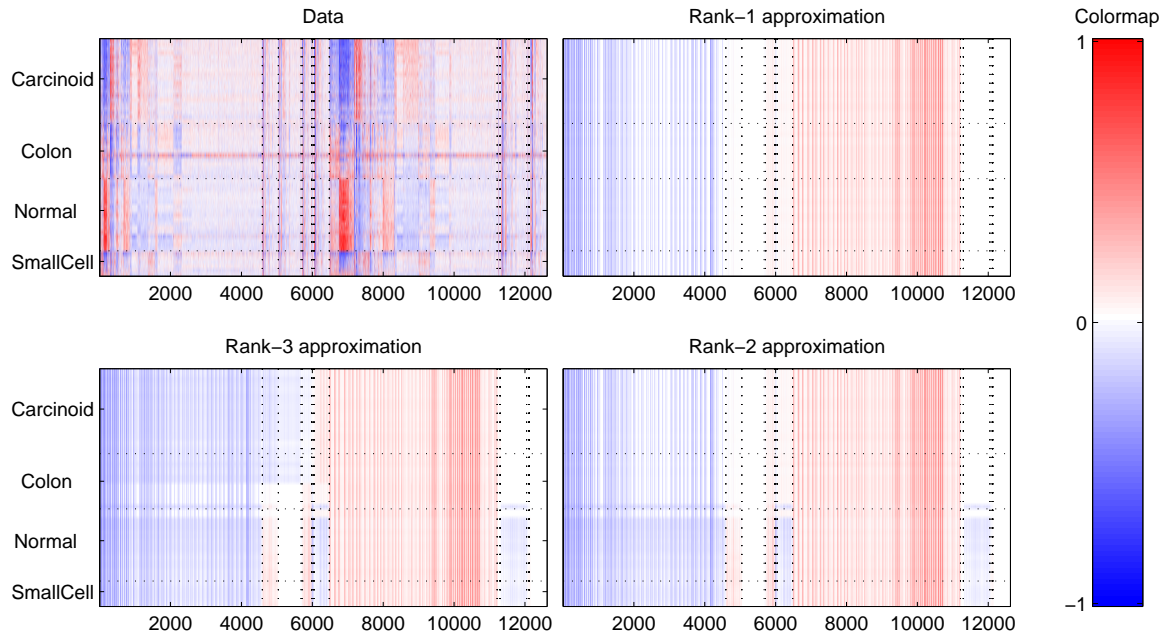 Data
Rank−1 approximation
Colormap
Carcinoid
Colon
Normal
SmallCell
2000 4000 6000 8000 10000 12000
2000 4000 6000 8000 10000 12000
1
0
−1
Rank−3 approximation
Rank−2 approximation
Carcinoid
Colon
Normal
SmallCell
2000 4000 6000 8000 10000 12000
2000 4000 6000 8000 10000 12000